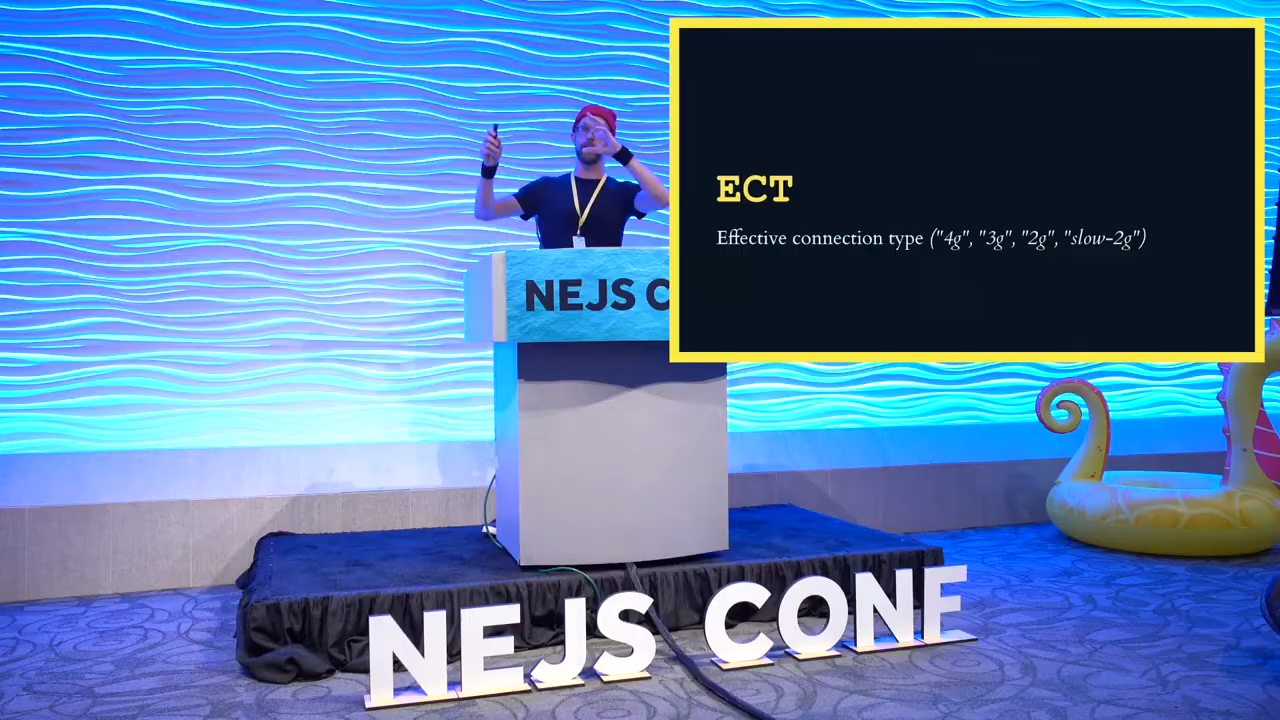 ECT
Effective connection type ("4g", "3g", "2g", "slow-2g")
NEJS C
NEJS CONF